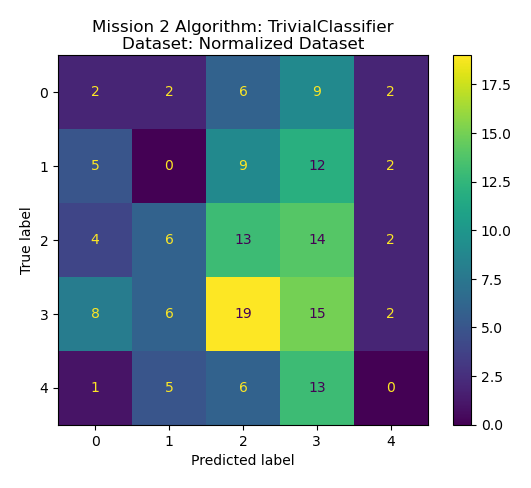 Mission 2 Algorithm: TrivialClassifier
Dataset: Normalized Dataset
True label
0 2 2 6 9 2
1 5 0 9 12 2
2 4 6 13 14 2
3 8 6 19 15 2
4 1 5 6 13 0
0 1 2 3 4
Predicted label
17.5
15.0
12.5
10.0
7.5
5.0
2.5
0.0